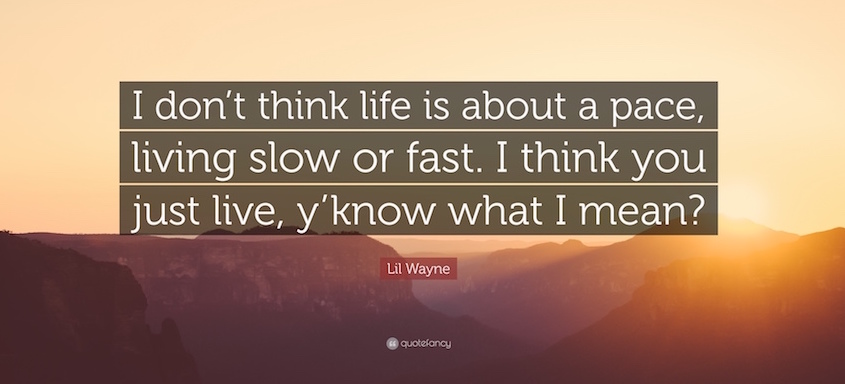 I don’t think life is about a pace,
living slow or fast. I think you
just live, y’know what I mean?
Lil Wayne
quotefancy